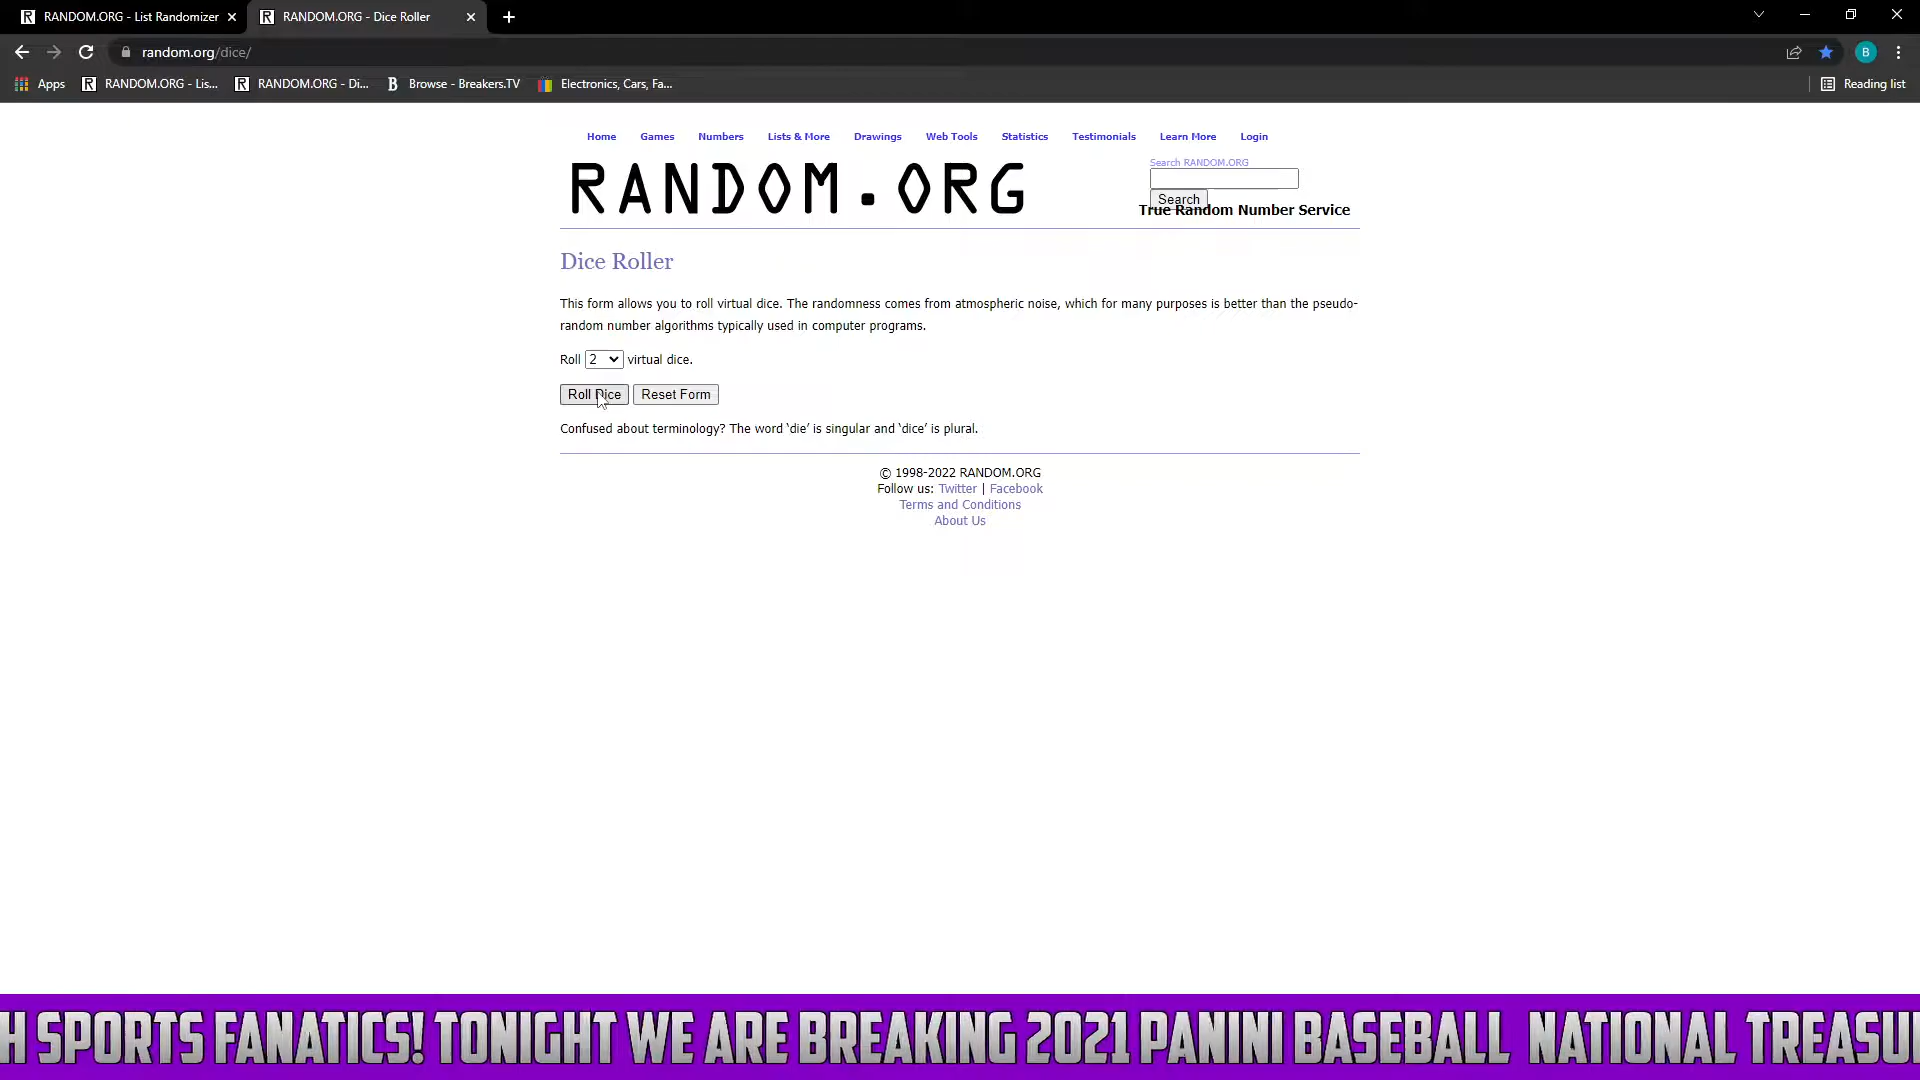 RANDOM.ORG - List Randomizer
RANDOM.ORG - Dice Roller
random.org/dice/
B
Apps
RANDOM.ORG - Lis...
RANDOM.ORG - Di...
Browse - Breakers.TV
Electronics, Cars, Fa...
Reading list
Home Games Numbers Lists & More Drawings Web Tools Statistics Testimonials Learn More Login
RANDOM.ORG
Search RANDOM.ORG
Search
True Random Number Service
Dice Roller
This form allows you to roll virtual dice. The randomness comes from atmospheric noise, which for many purposes is better than the pseudo-
random number algorithms typically used in computer programs.
Roll 2 virtual dice.
Roll Dice Reset Form
Confused about terminology? The word ‘die’ is singular and ‘dice’ is plural.
© 1998-2022 RANDOM.ORG
Follow us: Twitter | Facebook
Terms and Conditions
About Us
H SPORTS FANATICS! TONIGHT WE ARE BREAKING 2021 PANINI BASEBALL NATIONAL TREASU